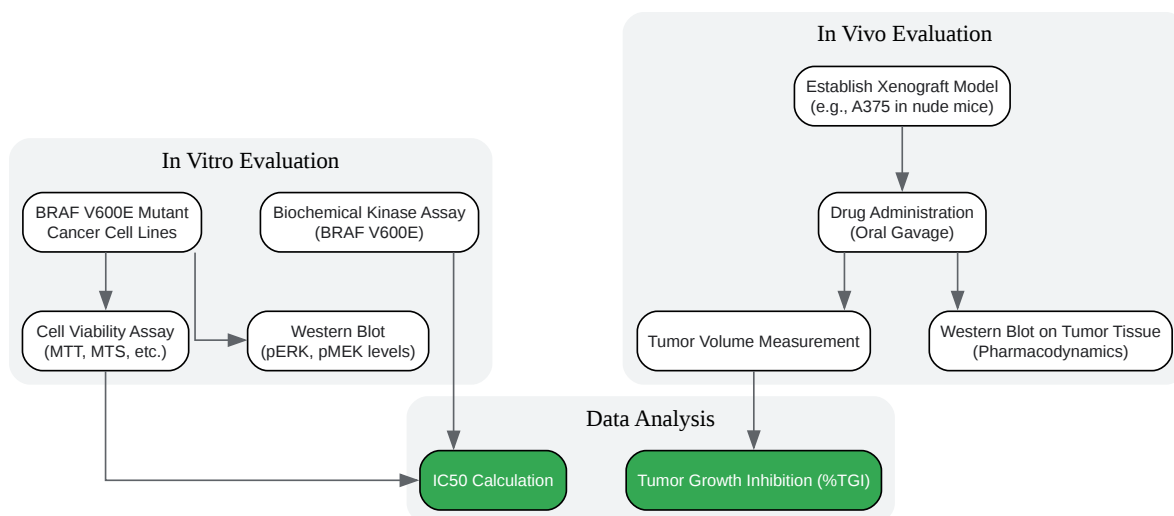 In Vivo Evaluation
Establish Xenograft Model
(e.g., A375 in nude mice)
Drug Administration
(Oral Gavage)
Tumor Volume Measurement
Western Blot on Tumor Tissue
(Pharmacodynamics)
In Vitro Evaluation
BRAF V600E Mutant
Cancer Cell Lines
Biochemical Kinase Assay
(BRAF V600E)
Cell Viability Assay
(MTT, MTS, etc.)
Western Blot
(pERK, pMEK levels)
Data Analysis
IC50 Calculation
Tumor Growth Inhibition (%TGI)